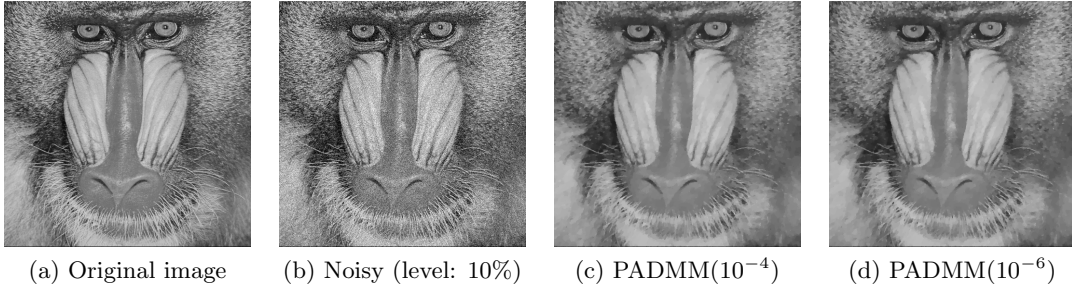 (a) Original image (b) Noisy (level: 10%) (c) PADMM(10⁻⁴) (d) PADMM(10⁻⁶)